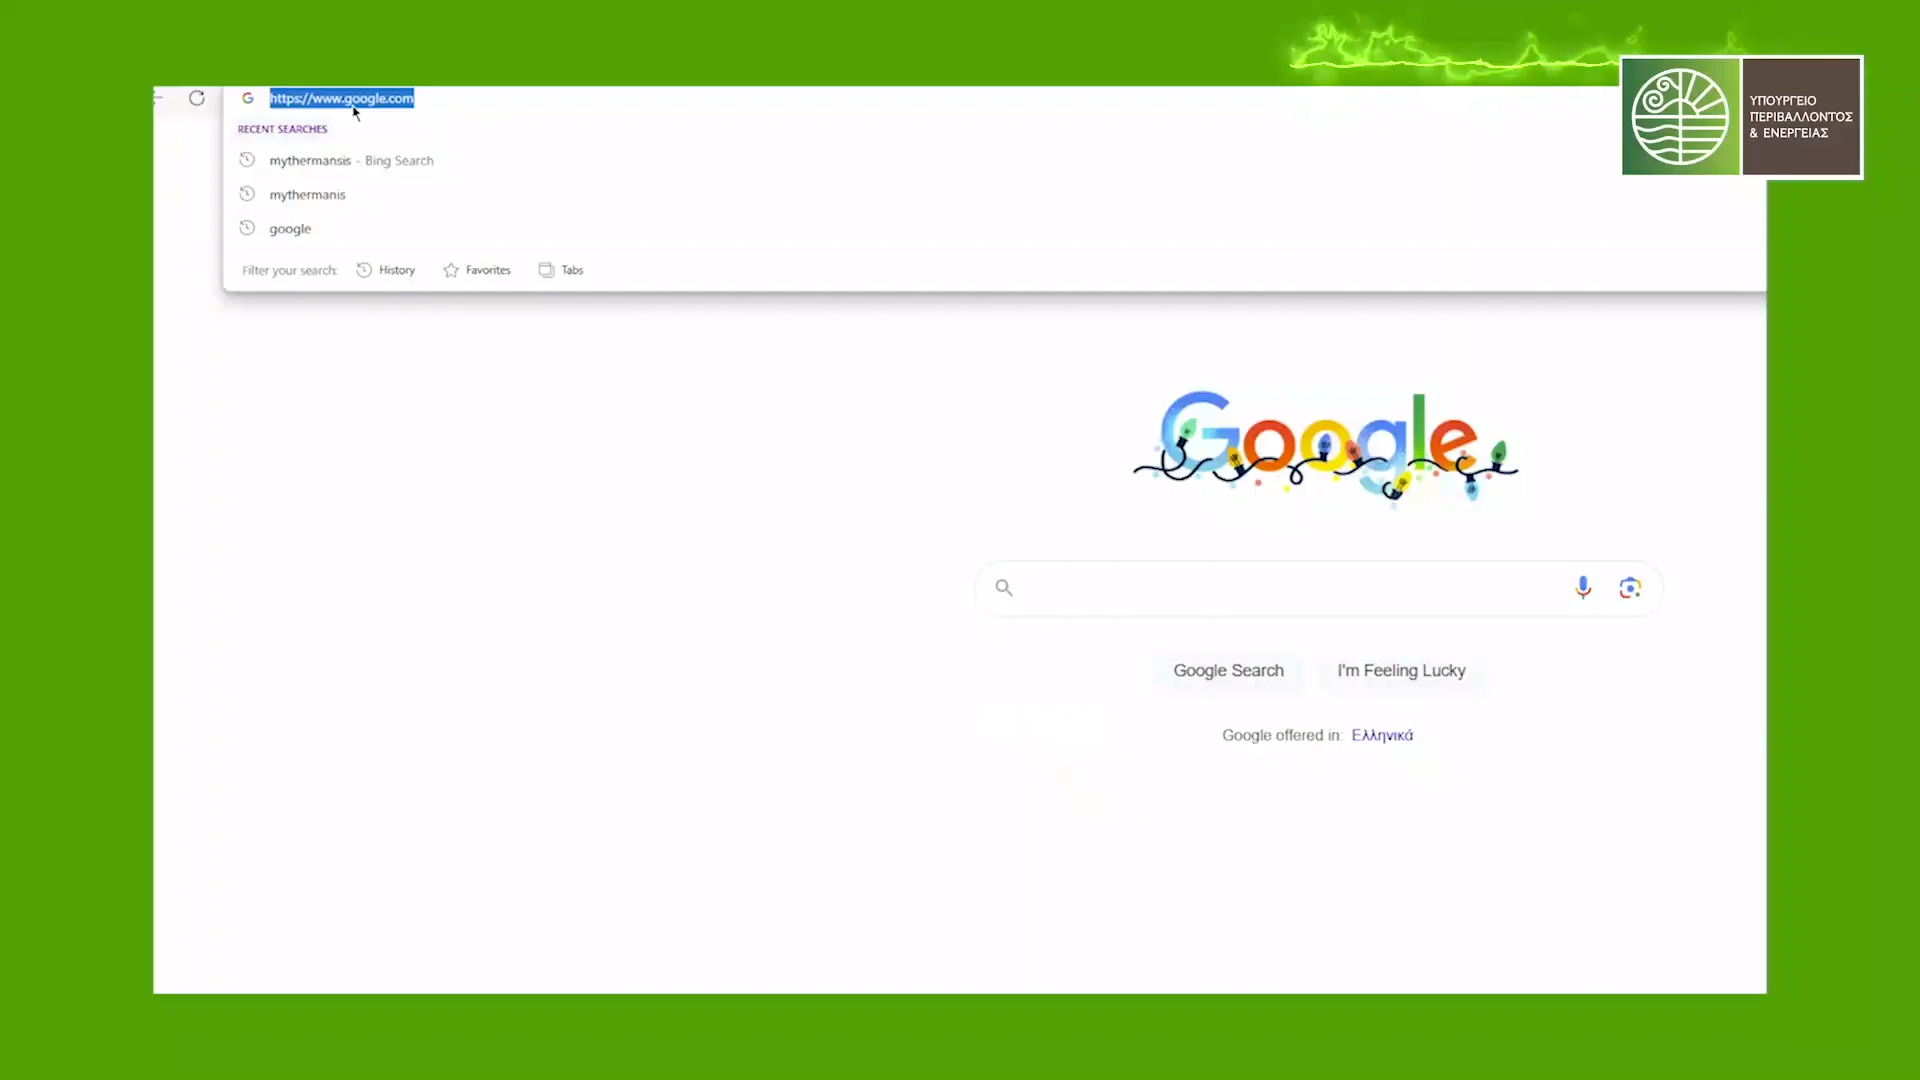 https://www.google.com
RECENT SEARCHES
mythermansis - Bing Search
mythermanis
google
Filter your search: History Favorites Tabs
ΥΠΟΥΡΓΕΙΟ
ΠΕΡΙΒΑΛΛΟΝΤΟΣ
& ΕΝΕΡΓΕΙΑΣ
Google
Google Search I'm Feeling Lucky
Google offered in: Ελληνικά